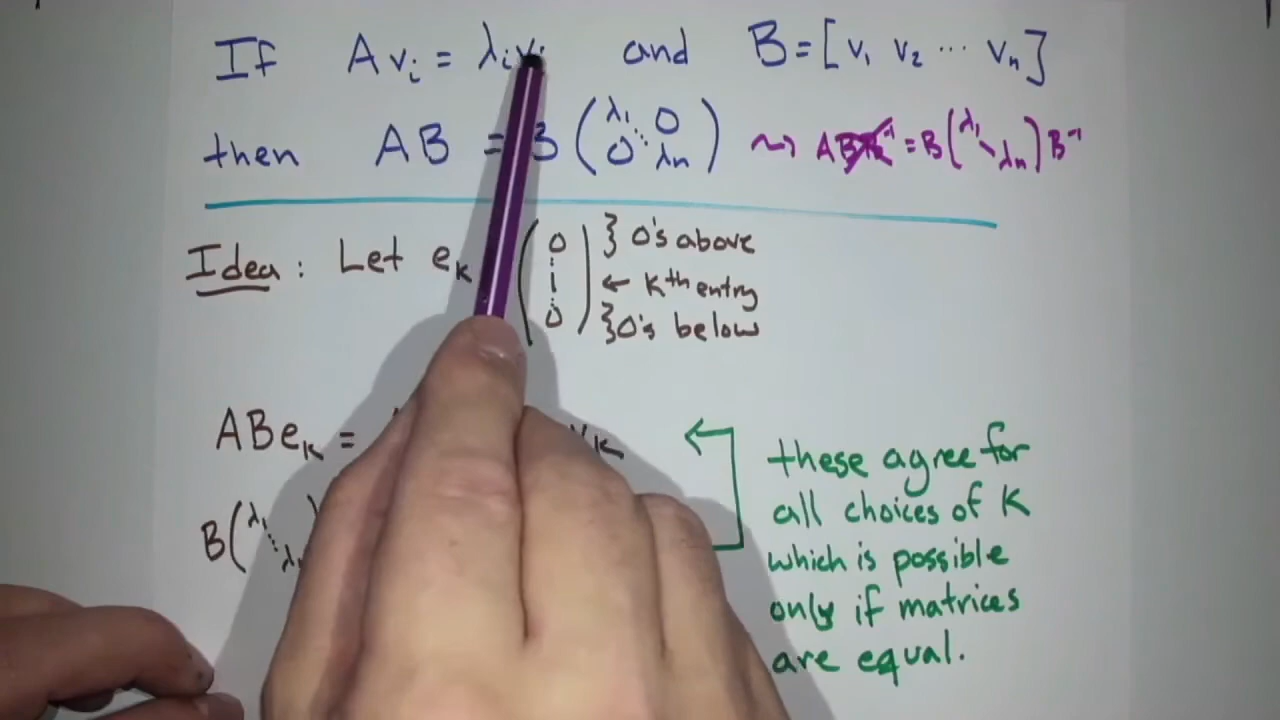 If A vᵢ = λᵢvᵢ and B = [v₁ v₂ ⋯ vₙ]
then AB = B (λ₁ 0 0 ⋱ λₙ) ⇝ A = B(λ₁ ⋱ λₙ)B⁻¹
Idea: Let eₖ (0 ⋮ 1 ⋮ 0) } 0's above
← Kᵗʰ entry
} 0's below
ABeₖ = vₖ
B(λ₁ ⋱ λₙ
these agree for
all choices of K
which is possible
only if matrices
are equal.